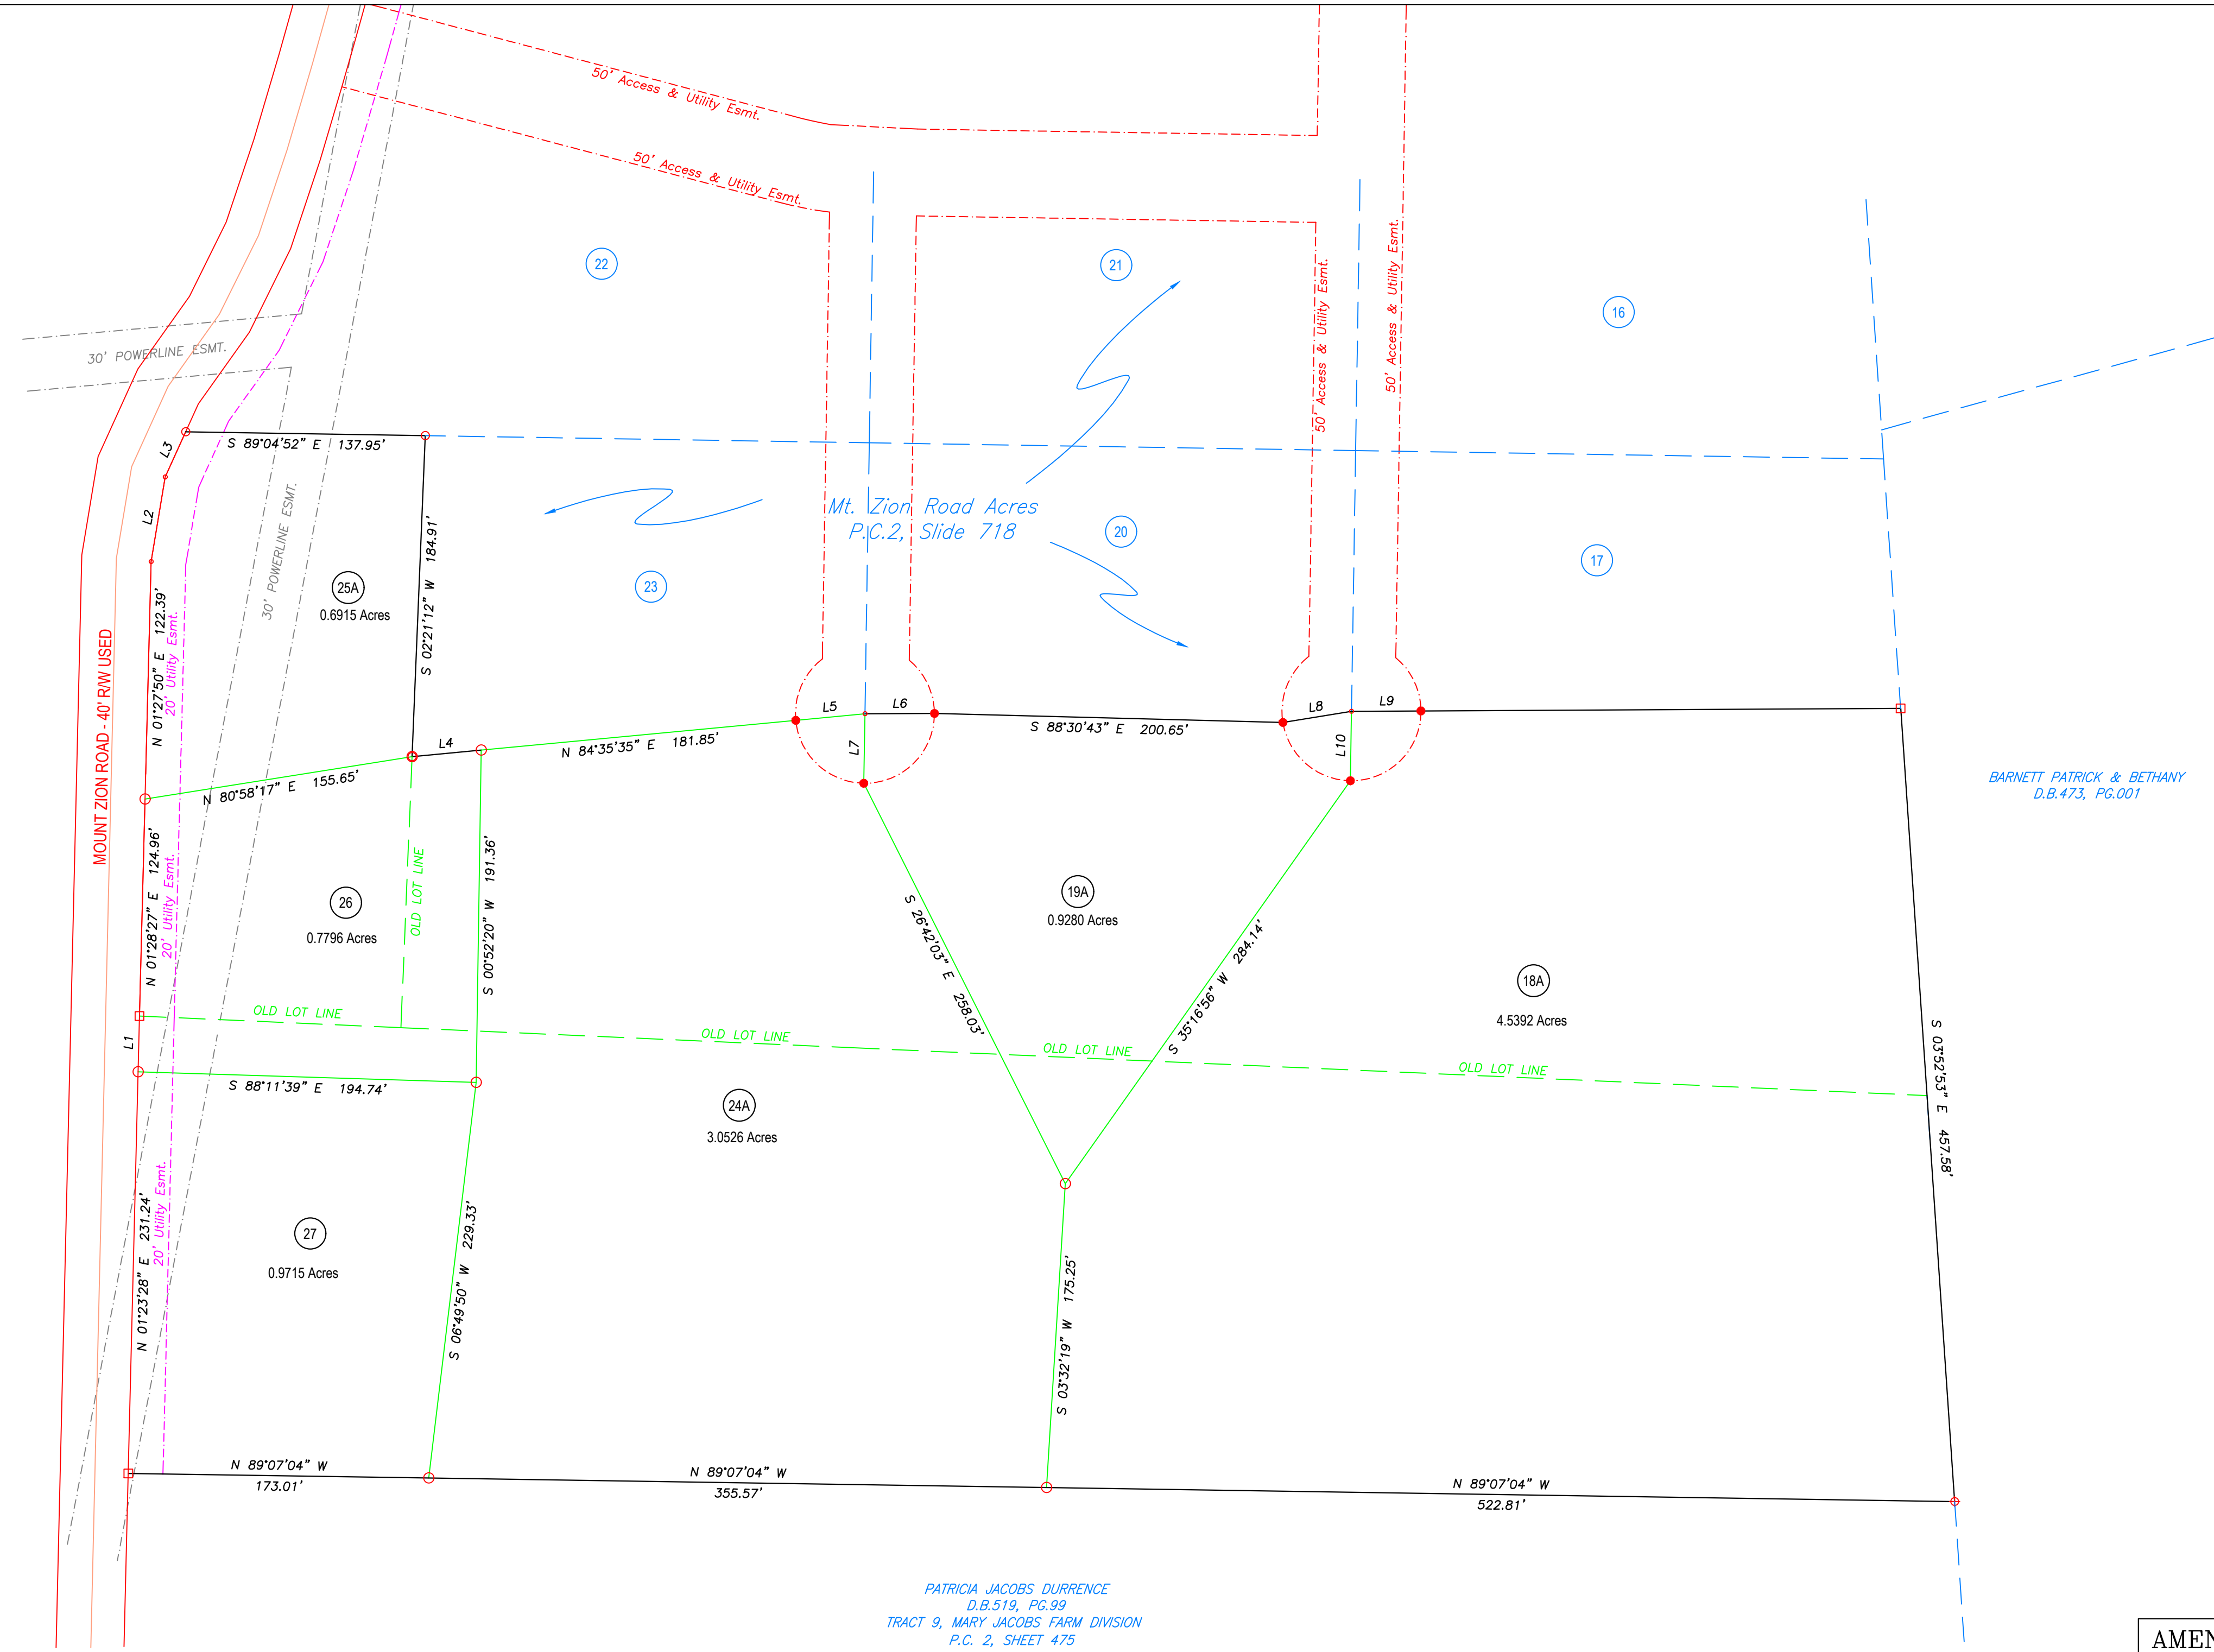 50' Access & Utility Esmt.
50' Access & Utility Esmt.
22
21
50' Access & Utility Esmt.
50' Access & Utility Esmt.
16
30' POWERLINE ESMT.
S 89°04'52" E 137.95'
L3
L2
30' POWERLINE ESMT.
Mt. Zion Road Acres
P.C.2, Slide 718
20
17
23
25A
0.6915 Acres
S 02°21'12" W 184.91'
N 01°27'50" E 122.39'
20' Utility Esmt.
MOUNT ZION ROAD - 40' R/W USED
L4
N 84°35'35" E 181.85'
L5
L6
L7
S 88°30'43" E 200.65'
L8
L9
L10
N 80°58'17" E 155.65'
BARNETT PATRICK & BETHANY
D.B.473, PG.001
N 01°28'27" E 124.96'
20' Utility Esmt.
26
0.7796 Acres
OLD LOT LINE
S 00°52'20" W 191.36'
S 26°42'03" E 258.03'
19A
0.9280 Acres
S 35°16'56" W 284.14'
18A
4.5392 Acres
S 03°52'53" E 457.58'
L1
OLD LOT LINE
OLD LOT LINE
OLD LOT LINE
OLD LOT LINE
S 88°11'39" E 194.74'
24A
3.0526 Acres
27
0.9715 Acres
N 01°23'28" E 231.24'
20' Utility Esmt.
S 06°49'50" W 229.33'
S 03°32'19" W 175.25'
N 89°07'04" W
173.01'
N 89°07'04" W
355.57'
N 89°07'04" W
522.81'
PATRICIA JACOBS DURRENCE
D.B.519, PG.99
TRACT 9, MARY JACOBS FARM DIVISION
P.C. 2, SHEET 475
AMEN